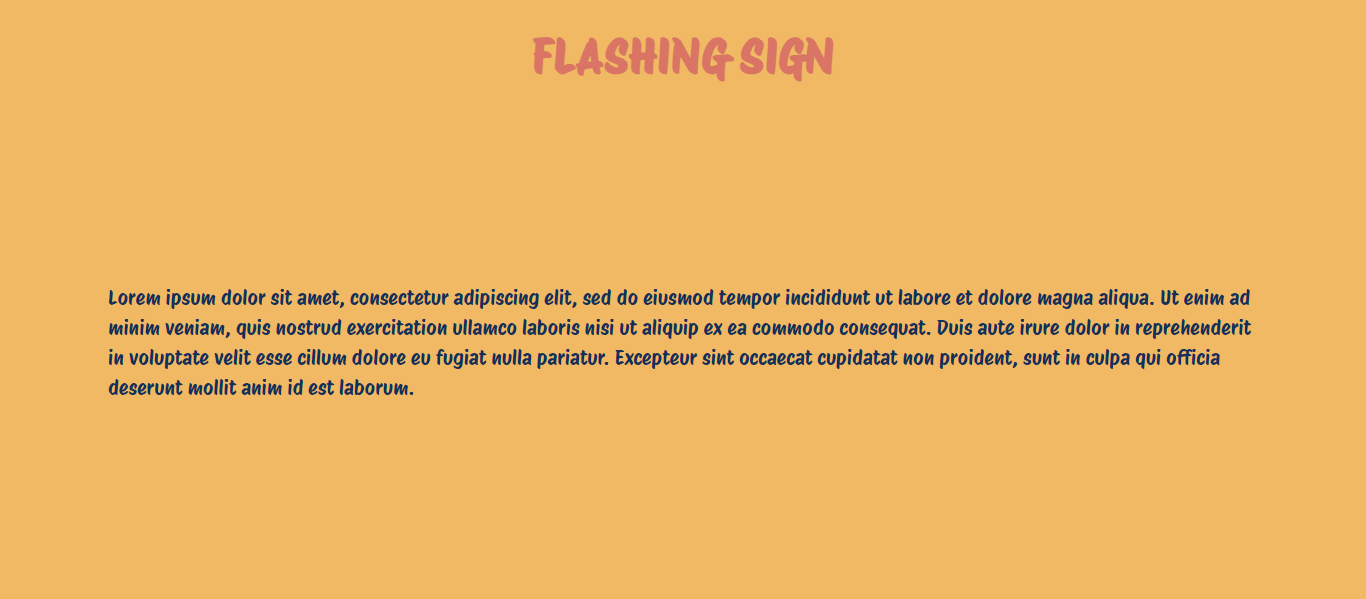 FLASHING SIGN
Lorem ipsum dolor sit amet, consectetur adipiscing elit, sed do eiusmod tempor incididunt ut labore et dolore magna aliqua. Ut enim ad
minim veniam, quis nostrud exercitation ullamco laboris nisi ut aliquip ex ea commodo consequat. Duis aute irure dolor in reprehenderit
in voluptate velit esse cillum dolore eu fugiat nulla pariatur. Excepteur sint occaecat cupidatat non proident, sunt in culpa qui officia
deserunt mollit anim id est laborum.